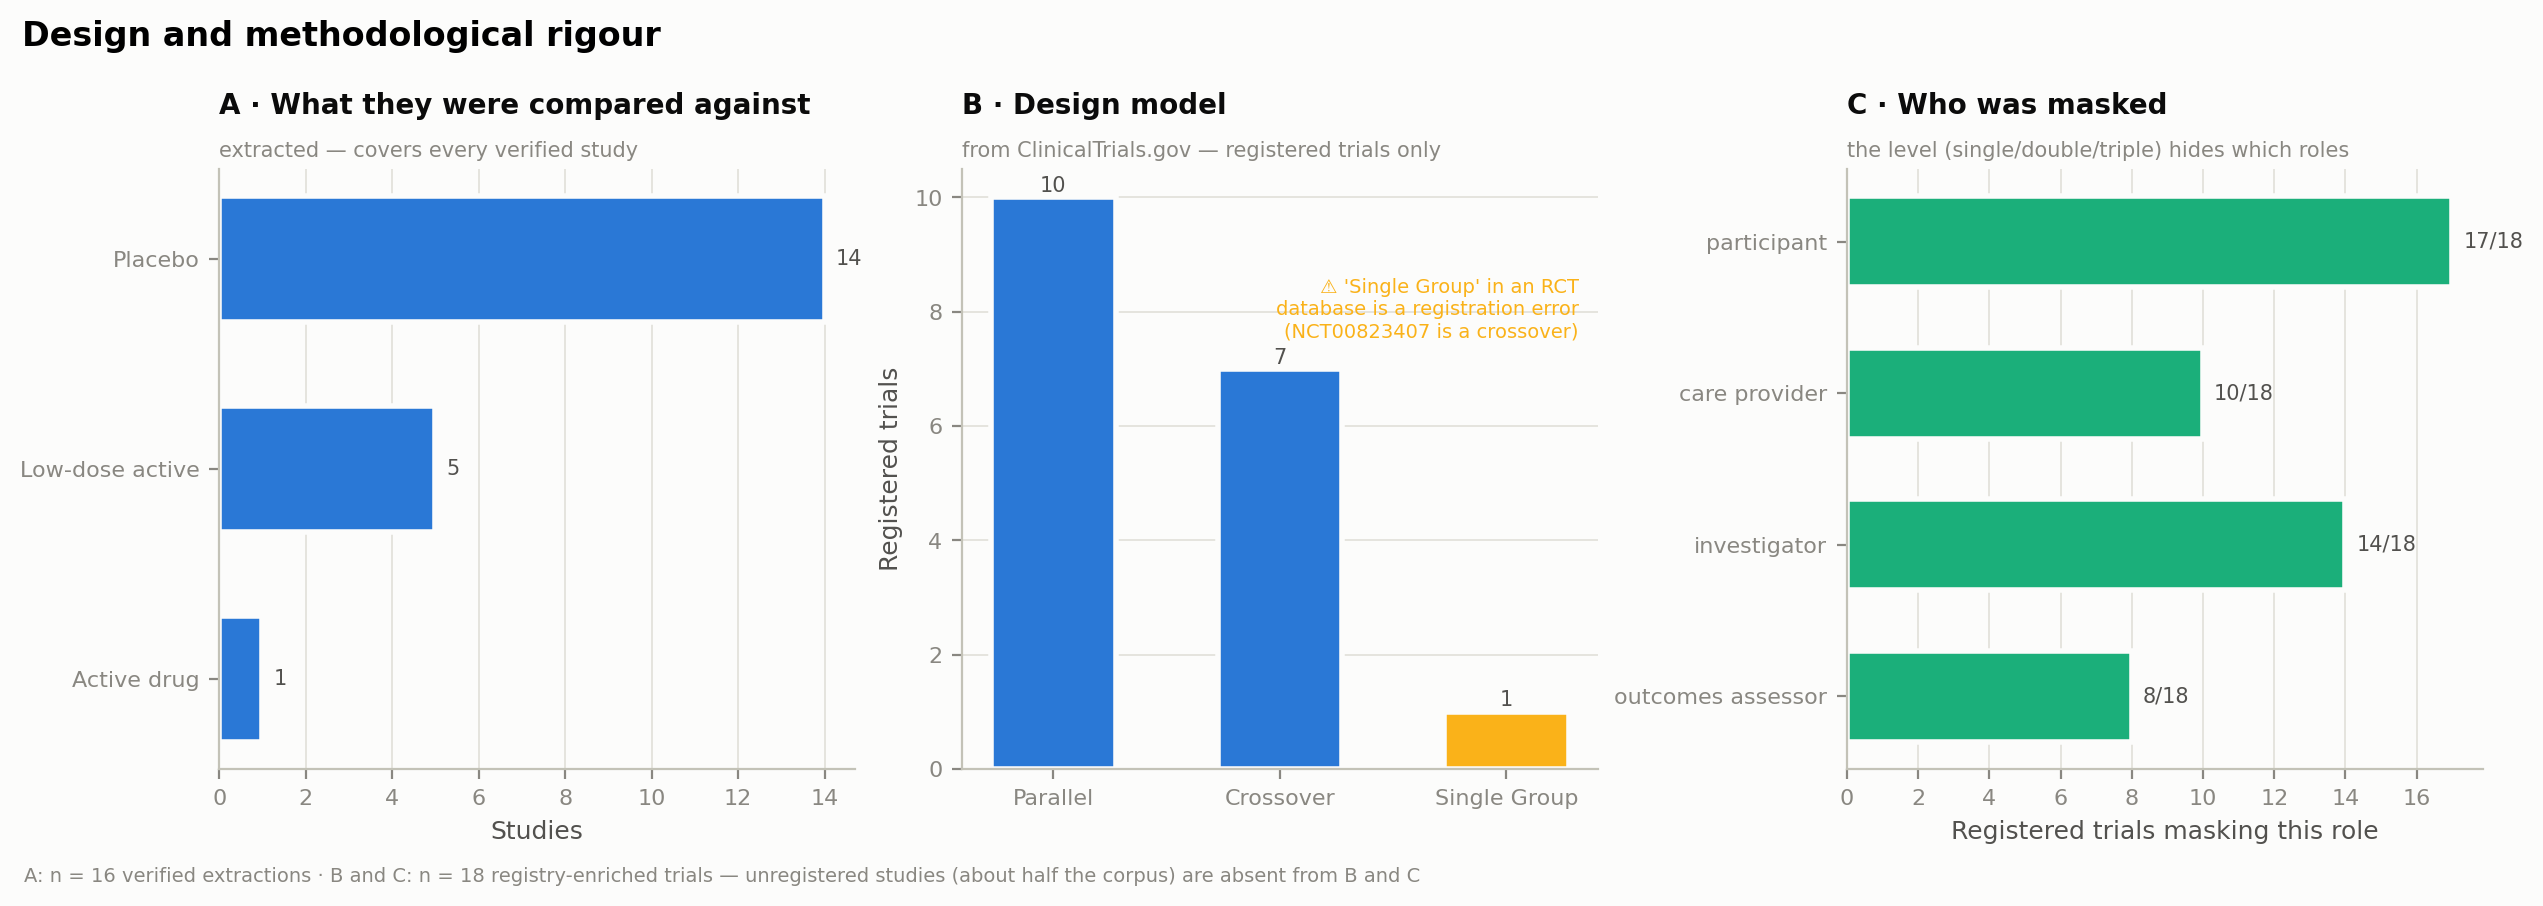 Design and methodological rigour
A · What they were compared against
extracted — covers every verified study
Placebo
Low-dose active
Active drug
14
5
1
0 2 4 6 8 10 12 14
Studies
B · Design model
from ClinicalTrials.gov — registered trials only
Registered trials
10
8
6
4
2
0
10
⚠ 'Single Group' in an RCT
database is a registration error
(NCT00823407 is a crossover)
7
1
Parallel Crossover Single Group
C · Who was masked
the level (single/double/triple) hides which roles
participant
care provider
investigator
outcomes assessor
17/18
10/18
14/18
8/18
0 2 4 6 8 10 12 14 16
Registered trials masking this role
A: n = 16 verified extractions · B and C: n = 18 registry-enriched trials — unregistered studies (about half the corpus) are absent from B and C